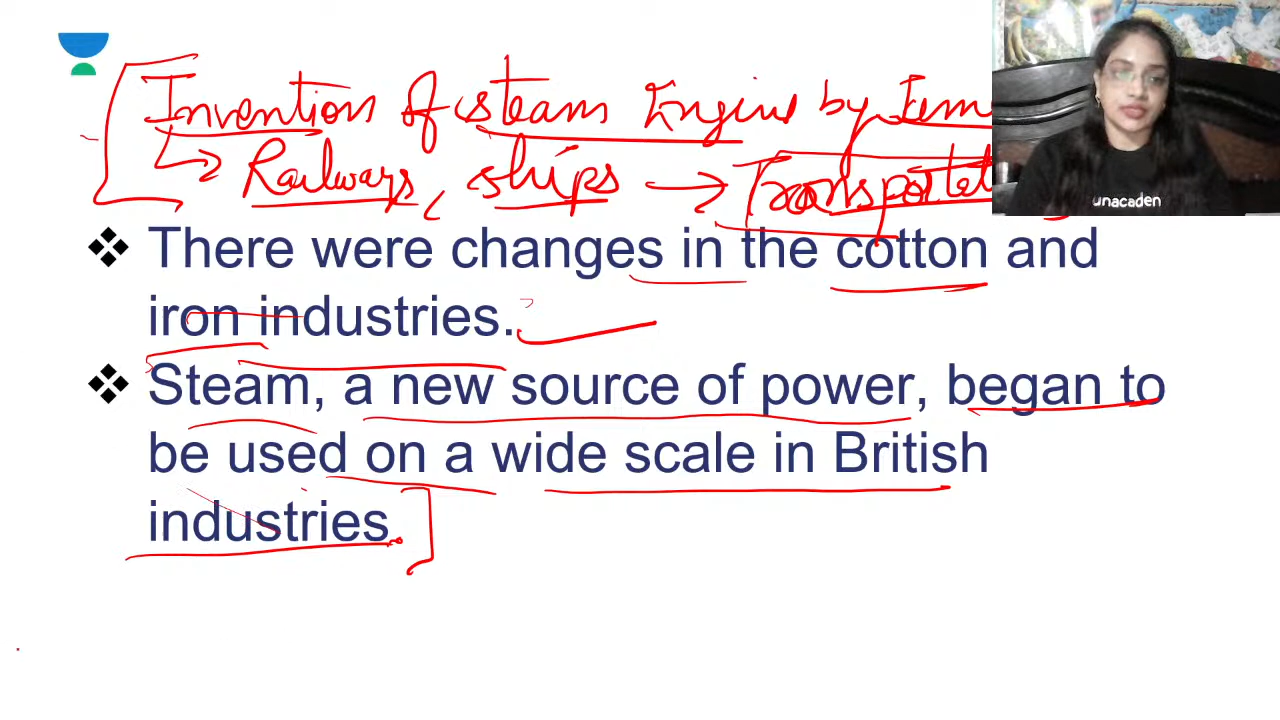 Invention of steam Engine by
Railways, ships → Transportat
❖ There were changes in the cotton and
iron industries.
❖ Steam, a new source of power, began to
be used on a wide scale in British
industries.
unacaden